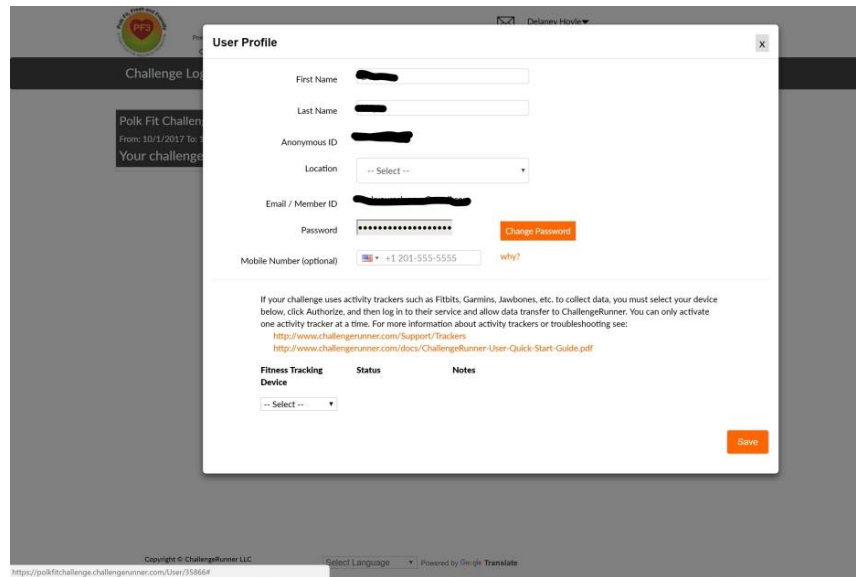 PF3
Delaney Hoyle
User Profile
X
Challenge Log
First Name
Last Name
Polk Fit Challen
From: 10/1/2017 To:
Your challenge
Anonymous ID
Location
-- Select --
Email / Member ID
Password
Change Password
Mobile Number (optional)
+1 201-555-5555
why?
If your challenge uses activity trackers such as Fitbits, Garmins, Jawbones, etc. to collect data, you must select your device
below, click Authorize, and then log in to their service and allow data transfer to ChallengeRunner. You can only activate
one activity tracker at a time. For more information about activity trackers or troubleshooting see:
http://www.challengerunner.com/Support/Trackers
http://www.challengerunner.com/docs/ChallengeRunner-User-Quick-Start-Guide.pdf
Fitness Tracking
Device
Status
Notes
-- Select --
Save
Copyright © ChallengeRunner LLC
Select Language
Powered by Google Translate
https://polkfitchallenge.challengerunner.com/User/35866#